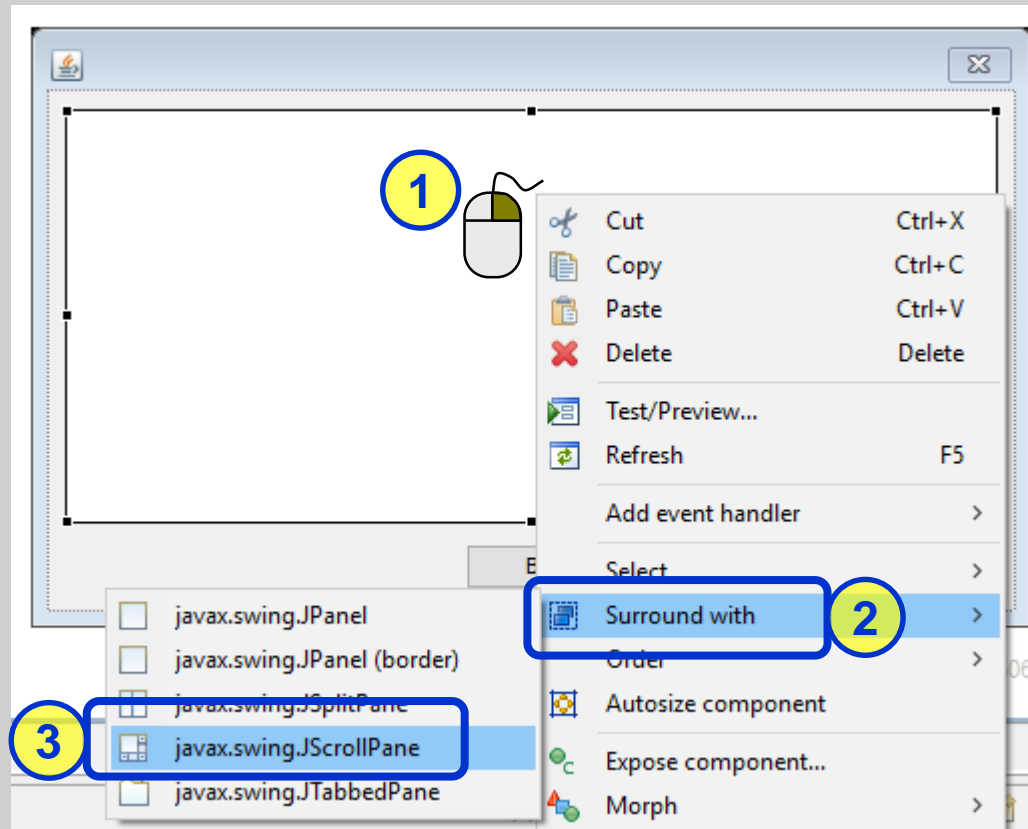 1
Cut Ctrl+X
Copy Ctrl+C
Paste Ctrl+V
Delete Delete
Test/Preview...
Refresh F5
Add event handler
Select
Surround with 2
Order
Autosize component
Expose component...
Morph
javax.swing.JPanel
javax.swing.JPanel (border)
javax.swing.JSplitPane
3 javax.swing.JScrollPane
javax.swing.JTabbedPane